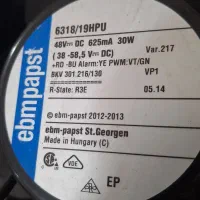 ebmpapst
6318/19HPU
48V⎓ DC 625mA 30W
( 36 -58,5 V⎓ DC) Var.217
+RD -BU Alarm:YE PWM:VT/GN
BKV 301.216/130 VP1
R-State: R3E 05.14
© ebm-papst 2012-2013
ebm-papst St.Georgen
Made in Hungary (C)
VDE
EP